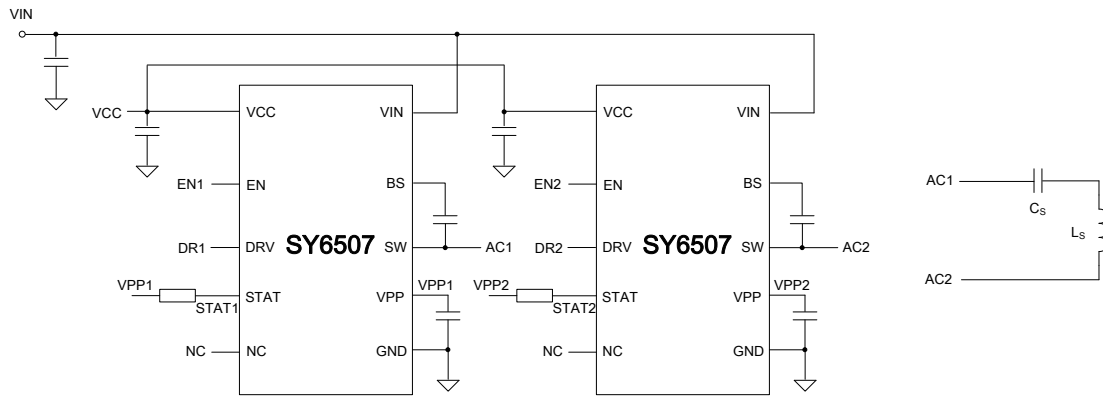 VIN
VCC
VCC
VIN
EN1
EN
BS
DR1
DRV
SY6507
SW
AC1
VPP1
STAT1
STAT
VPP
VPP1
NC
NC
GND
VCC
VIN
EN2
EN
BS
DR2
DRV
SY6507
SW
AC2
VPP2
STAT2
STAT
VPP
VPP2
NC
NC
GND
AC1
Cs
Ls
AC2